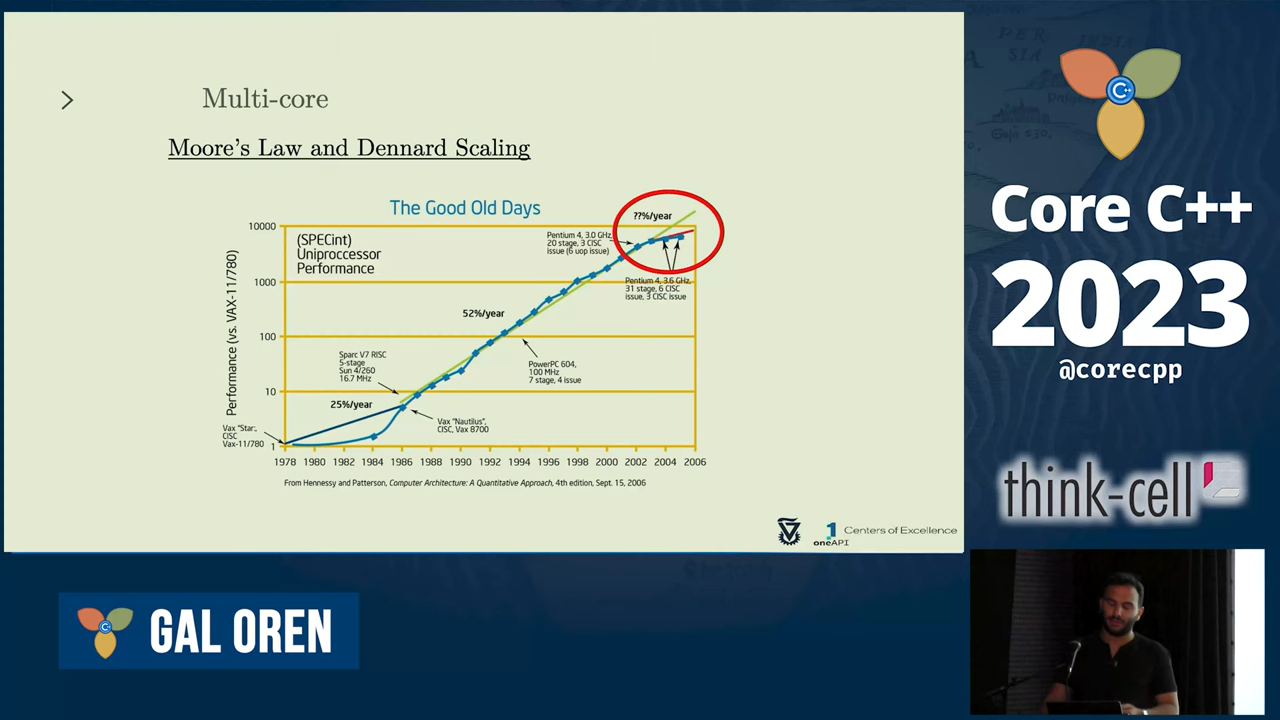 Multi-core
Moore's Law and Dennard Scaling
The Good Old Days
(SPECint)
Uniproccessor
Performance
Performance (vs. VAX-11/780)
10000
1000
100
10
1
??%/year
Pentium 4, 3.0 GHz,
20 stage, 3 CISC
issue (6 uop issue)
Pentium 4, 3.6 GHz,
31 stage, 6 CISC
issue, 3 CISC issue
52%/year
PowerPC 604,
100 MHz
7 stage, 4 issue
Sparc V7 RISC
5-stage
Sun 4/260
16.7 MHz
25%/year
Vax "Nautilus",
CISC, Vax 8700
Vax "Star;,
CISC
Vax-11/780
1978 1980 1982 1984 1986 1988 1990 1992 1994 1996 1998 2000 2002 2004 2006
From Hennessy and Patterson, Computer Architecture: A Quantitative Approach, 4th edition, Sept. 15, 2006
1
oneAPI
Centers of Excellence
C++
Core C++
2023
@corecpp
think-cell
GAL OREN